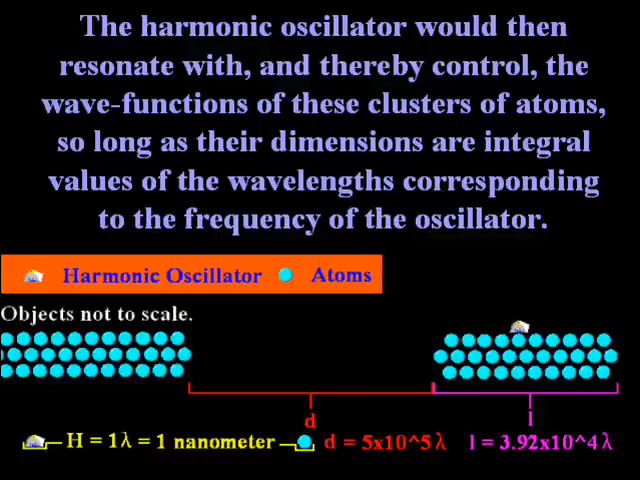 The harmonic oscillator would then
resonate with, and thereby control, the
wave-functions of these clusters of atoms,
so long as their dimensions are integral
values of the wavelengths corresponding
to the frequency of the oscillator.
Harmonic Oscillator Atoms
Objects not to scale.
d
l
H = 1λ = 1 nanometer d = 5x10^5λ l = 3.92x10^4λ